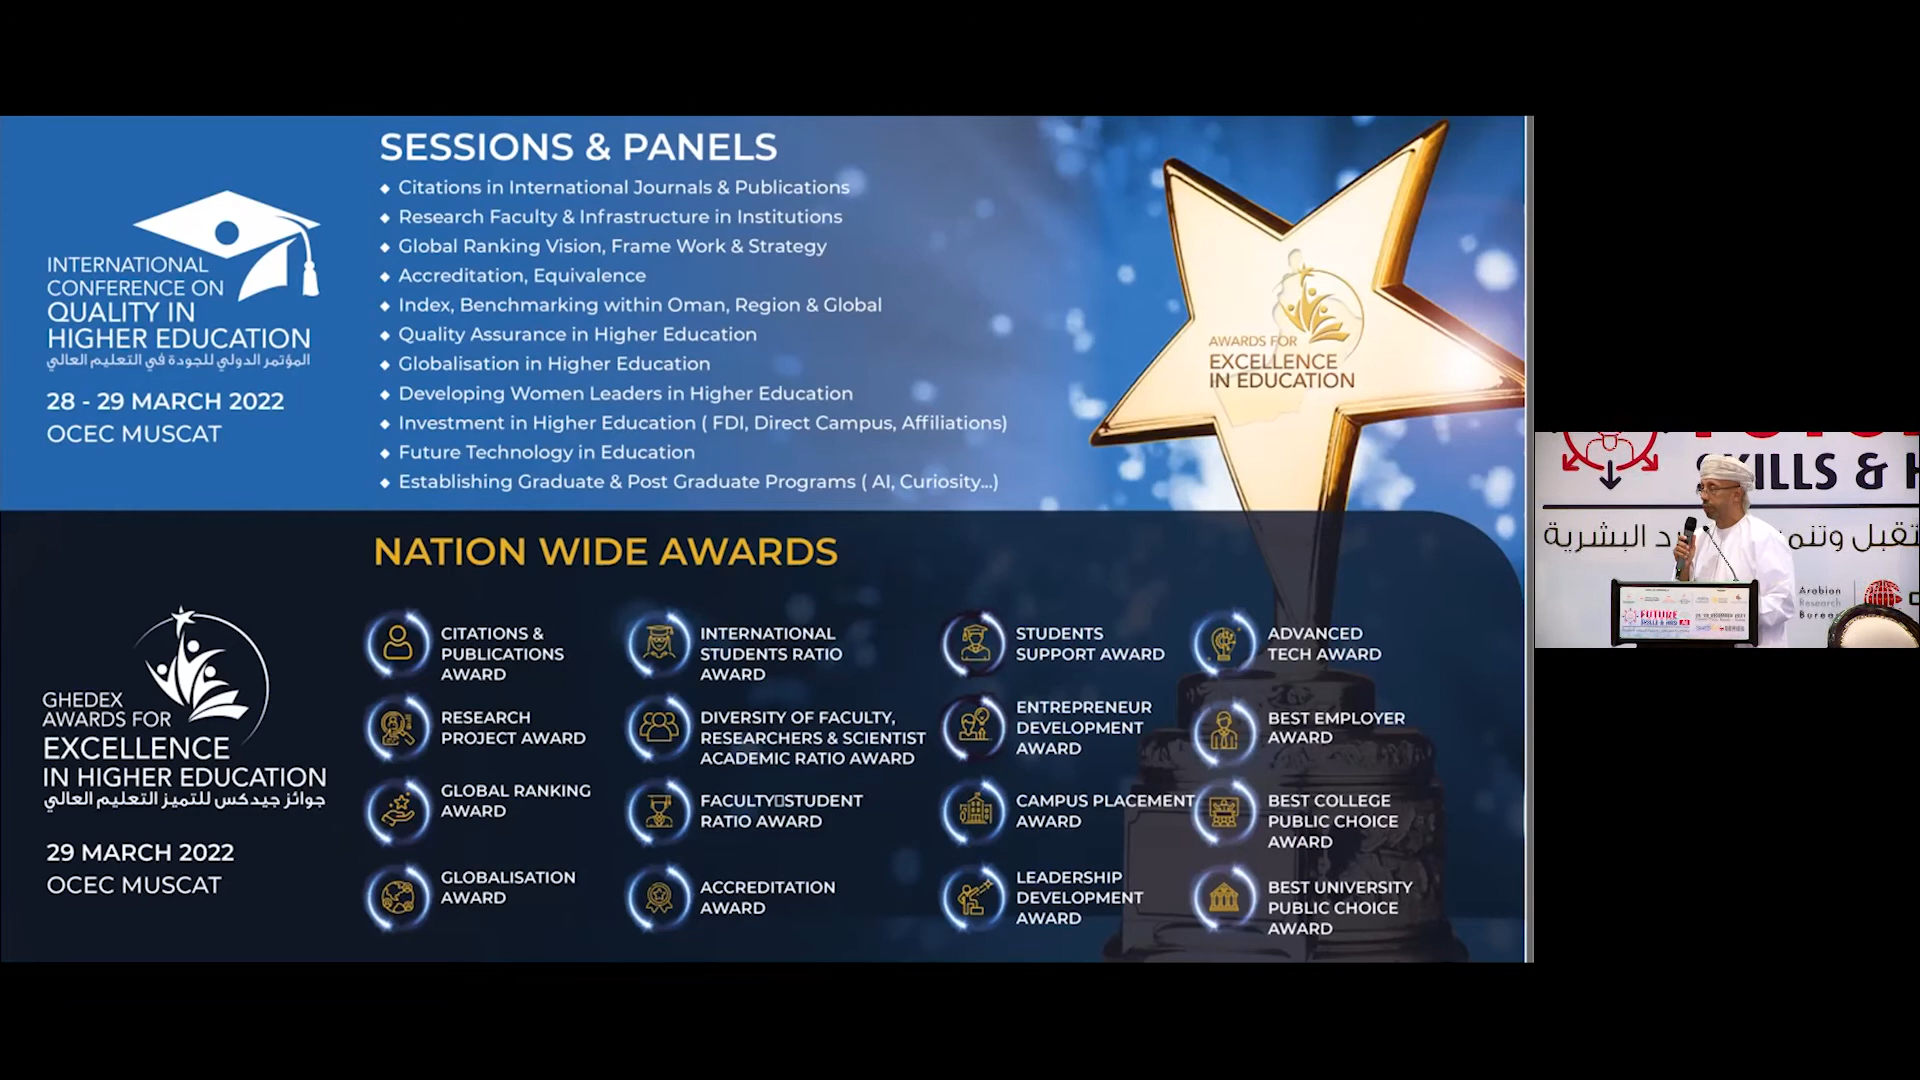 INTERNATIONAL
CONFERENCE ON
QUALITY IN
HIGHER EDUCATION
المؤتمر الدولي للجودة في التعليم العالي
28 - 29 MARCH 2022
OCEC MUSCAT
SESSIONS & PANELS
Citations in International Journals & Publications
Research Faculty & Infrastructure in Institutions
Global Ranking Vision, Frame Work & Strategy
Accreditation, Equivalence
Index, Benchmarking within Oman, Region & Global
Quality Assurance in Higher Education
Globalisation in Higher Education
Developing Women Leaders in Higher Education
Investment in Higher Education ( FDI, Direct Campus, Affiliations)
Future Technology in Education
Establishing Graduate & Post Graduate Programs ( AI, Curiosity...)
AWARDS FOR
EXCELLENCE
IN EDUCATION
GHEDEX
AWARDS FOR
EXCELLENCE
IN HIGHER EDUCATION
جوائز جيدكس للتميز التعليم العالي
29 MARCH 2022
OCEC MUSCAT
NATION WIDE AWARDS
CITATIONS &
PUBLICATIONS
AWARD
RESEARCH
PROJECT AWARD
GLOBAL RANKING
AWARD
GLOBALISATION
AWARD
INTERNATIONAL
STUDENTS RATIO
AWARD
DIVERSITY OF FACULTY,
RESEARCHERS & SCIENTIST
ACADEMIC RATIO AWARD
FACULTY▯STUDENT
RATIO AWARD
ACCREDITATION
AWARD
STUDENTS
SUPPORT AWARD
ENTREPRENEUR
DEVELOPMENT
AWARD
CAMPUS PLACEMENT
AWARD
LEADERSHIP
DEVELOPMENT
AWARD
ADVANCED
TECH AWARD
BEST EMPLOYER
AWARD
BEST COLLEGE
PUBLIC CHOICE
AWARD
BEST UNIVERSITY
PUBLIC CHOICE
AWARD
SKILLS & H
البشرية
Arabian
Research
Bureau
FUTURE
SKILLS & HRD